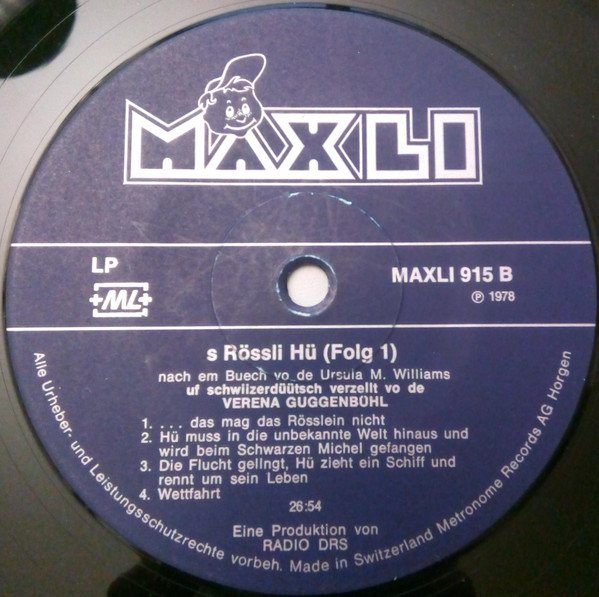 MAXLI
LP
MAXLI 915 B
+ML+
Ⓟ 1978
s Rössli Hü (Folg 1)
nach em Buech vo de Ursula M. Williams
uf schwiizerdüütsch verzellt vo de
VERENA GUGGENBÜHL
1. . . . das mag das Rösslein nicht
2. Hü muss in die unbekannte Welt hinaus und
wird beim Schwarzen Michel gefangen
3. Die Flucht gelingt, Hü zieht ein Schiff und
rennt um sein Leben
4. Wettfahrt
26:54
Eine Produktion von
RADIO DRS
Alle Urheber- und Leistungsschutzrechte vorbeh. Made in Switzerland Metronome Records AG Horgen